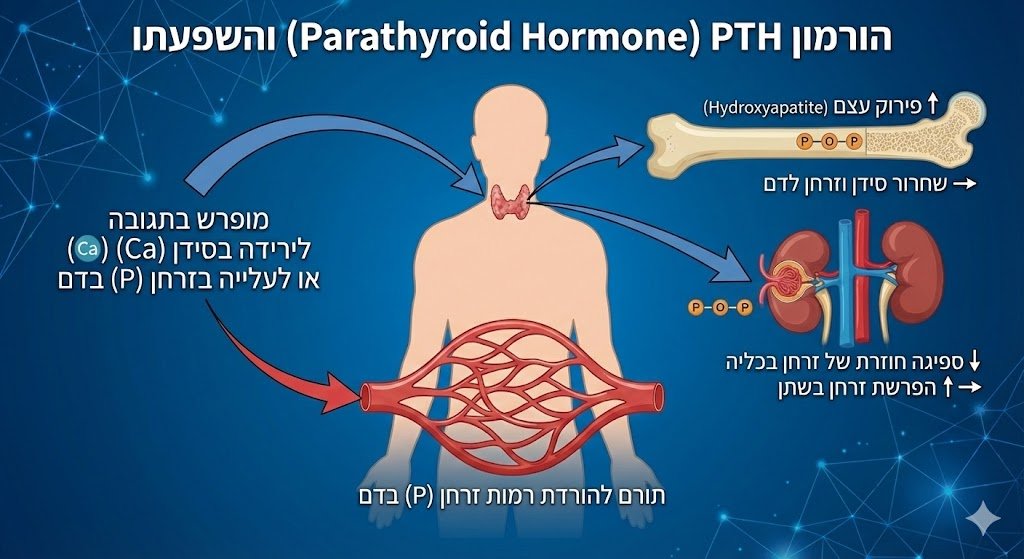 הורמון PTH (Parathyroid Hormone) והשפעתו
↑ פירוק עצם (Hydroxyapatite)
P-O-P
→ שחרור סידן וזרחן לדם
מופרש בתגובה
לירידה בסידן (Ca) (Ca)
או לעלייה בזרחן (P) בדם
P-O-P
↓ ספיגה חוזרת של זרחן בכליה
→ ↑ הפרשת זרחן בשתן
תורם להורדת רמות זרחן (P) בדם